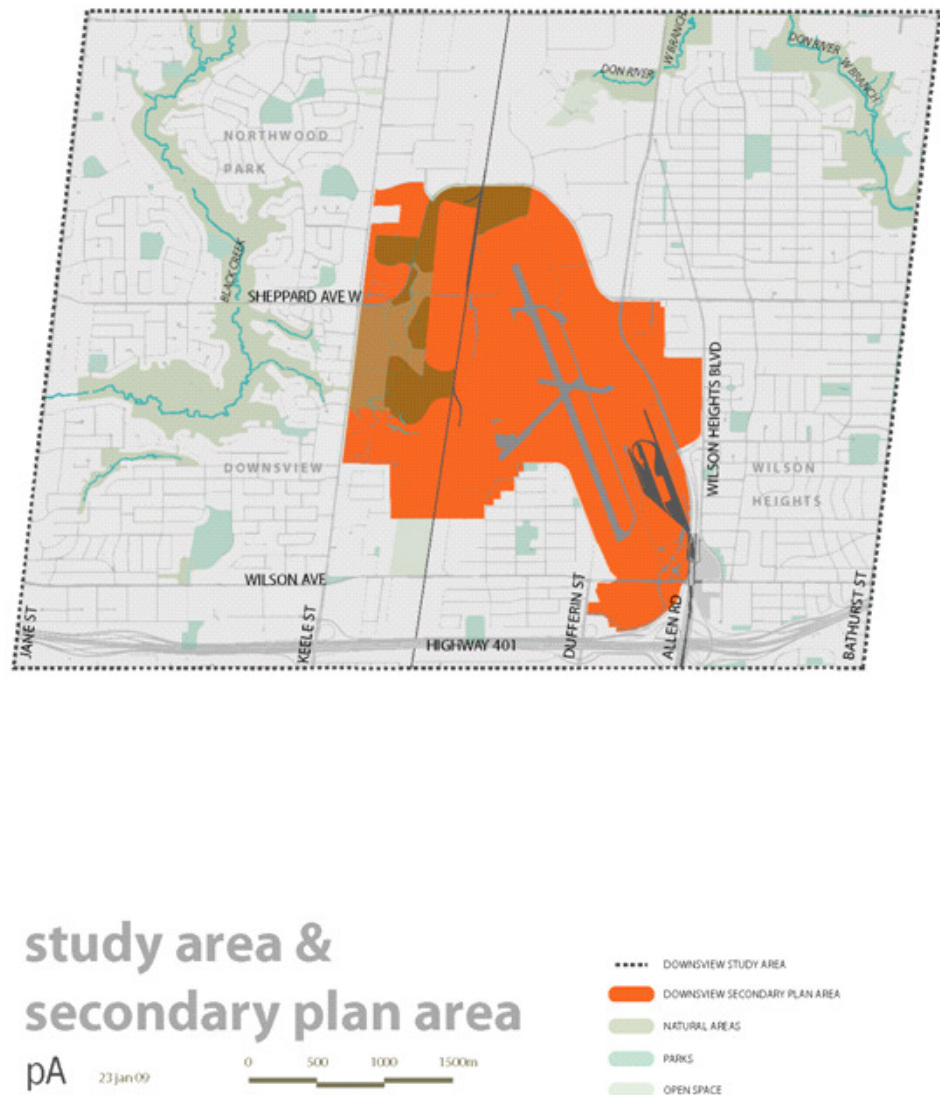 DON RIVER
W BRANCH
DON RIVER
W BRANCH
NORTHWOOD
PARK
BLACK CREEK
SHEPPARD AVE W
WILSON HEIGHTS BLVD
DOWNSVIEW
WILSON
HEIGHTS
WILSON AVE
JANE ST
KEELE ST
HIGHWAY 401
DUFFERIN ST
ALLEN RD
BATHURST ST
study area &
secondary plan area
pA
23 jan 09
0 500 1000 1500m
DOWNSVIEW STUDY AREA
DOWNSVIEW SECONDARY PLAN AREA
NATURAL AREAS
PARKS
OPEN SPACE